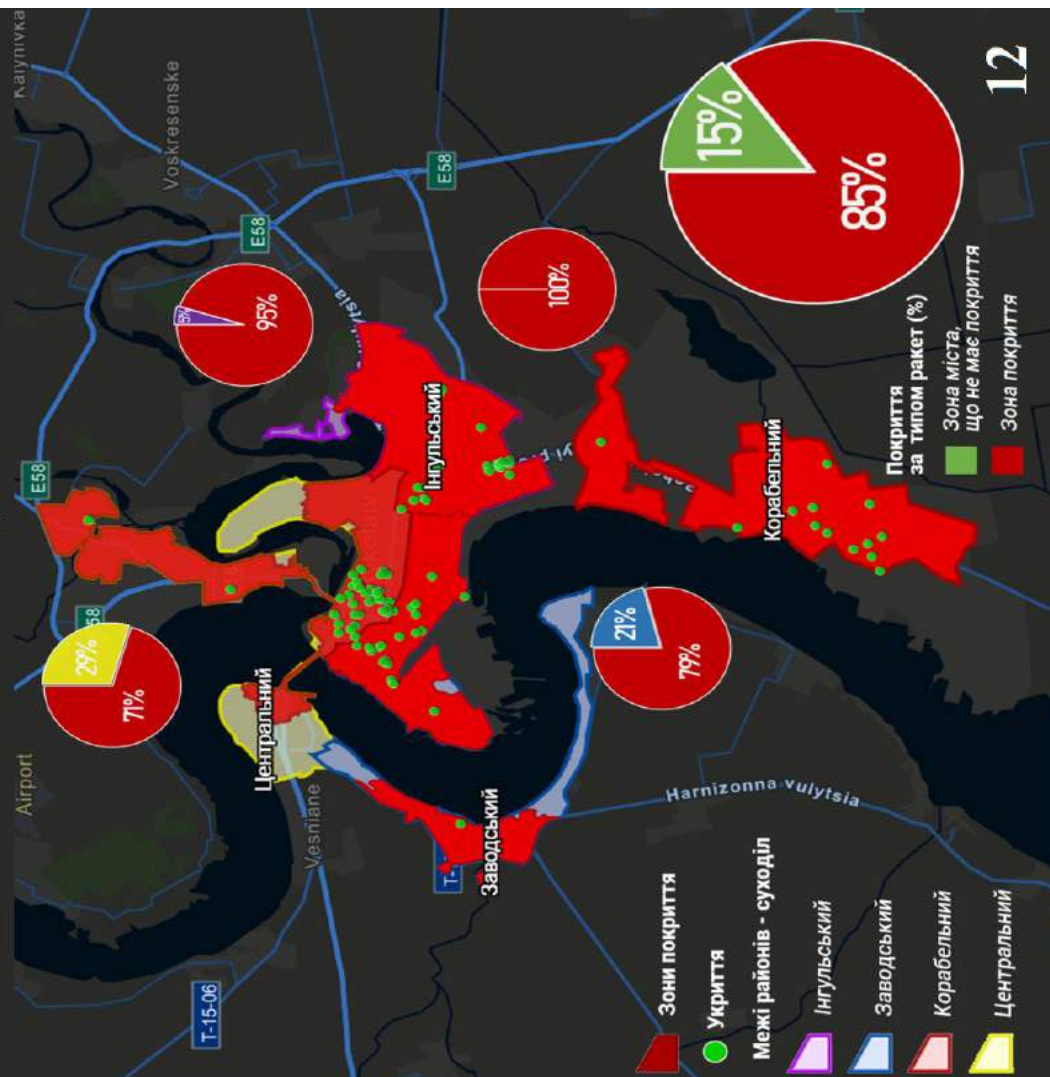 Kalynivka
Voskresenske
Airport
E58
E58
E58
58
T-15-06
Vesniane
Harnizonna vulytsia
Центральний
Заводський
Інгульський
Корабельний
29%
71%
5%
95%
100%
21%
79%
15%
85%
Зони покриття
Укриття
Межі районів - суходіл
Інгульський
Заводський
Корабельний
Центральний
Покриття
за типом ракет (%)
Зона міста,
що не має покриття
Зона покриття
12